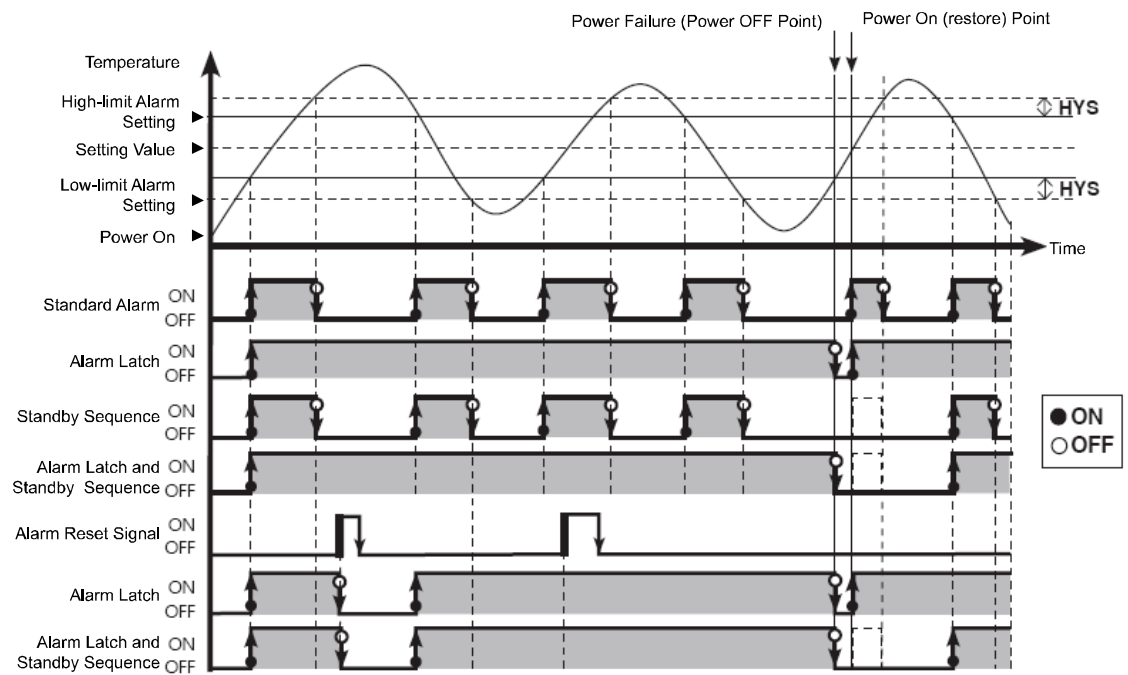 Power Failure (Power OFF Point)
Power On (restore) Point
Temperature
High-limit Alarm
Setting
HYS
Setting Value
Low-limit Alarm
Setting
HYS
Power On
Time
Standard Alarm
ON
OFF
Alarm Latch
ON
OFF
Standby Sequence
ON
OFF
ON
OFF
Alarm Latch and
Standby Sequence
ON
OFF
Alarm Reset Signal
ON
OFF
Alarm Latch
ON
OFF
Alarm Latch and
Standby Sequence
ON
OFF